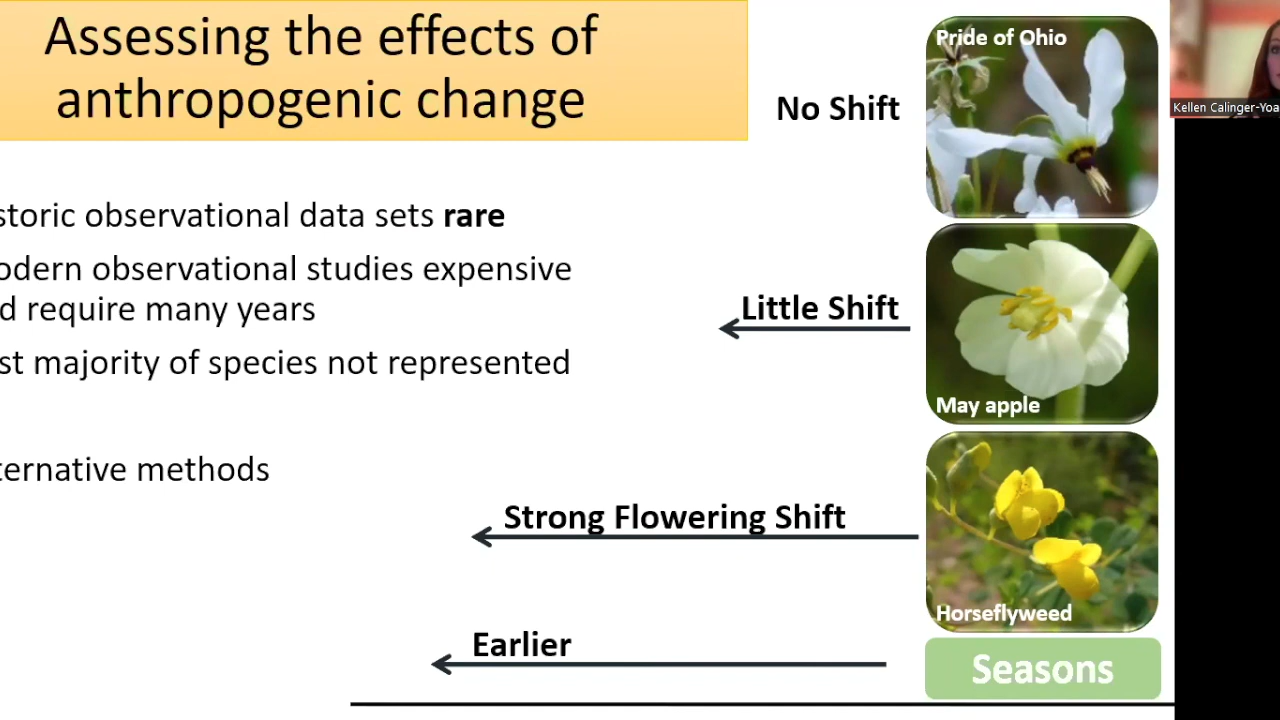 Assessing the effects of
anthropogenic change
storic observational data sets rare
odern observational studies expensive
d require many years
st majority of species not represented
ternative methods
No Shift
Pride of Ohio
Little Shift
May apple
Strong Flowering Shift
Horseflyweed
Earlier
Seasons
Kellen Calinger-Yoa